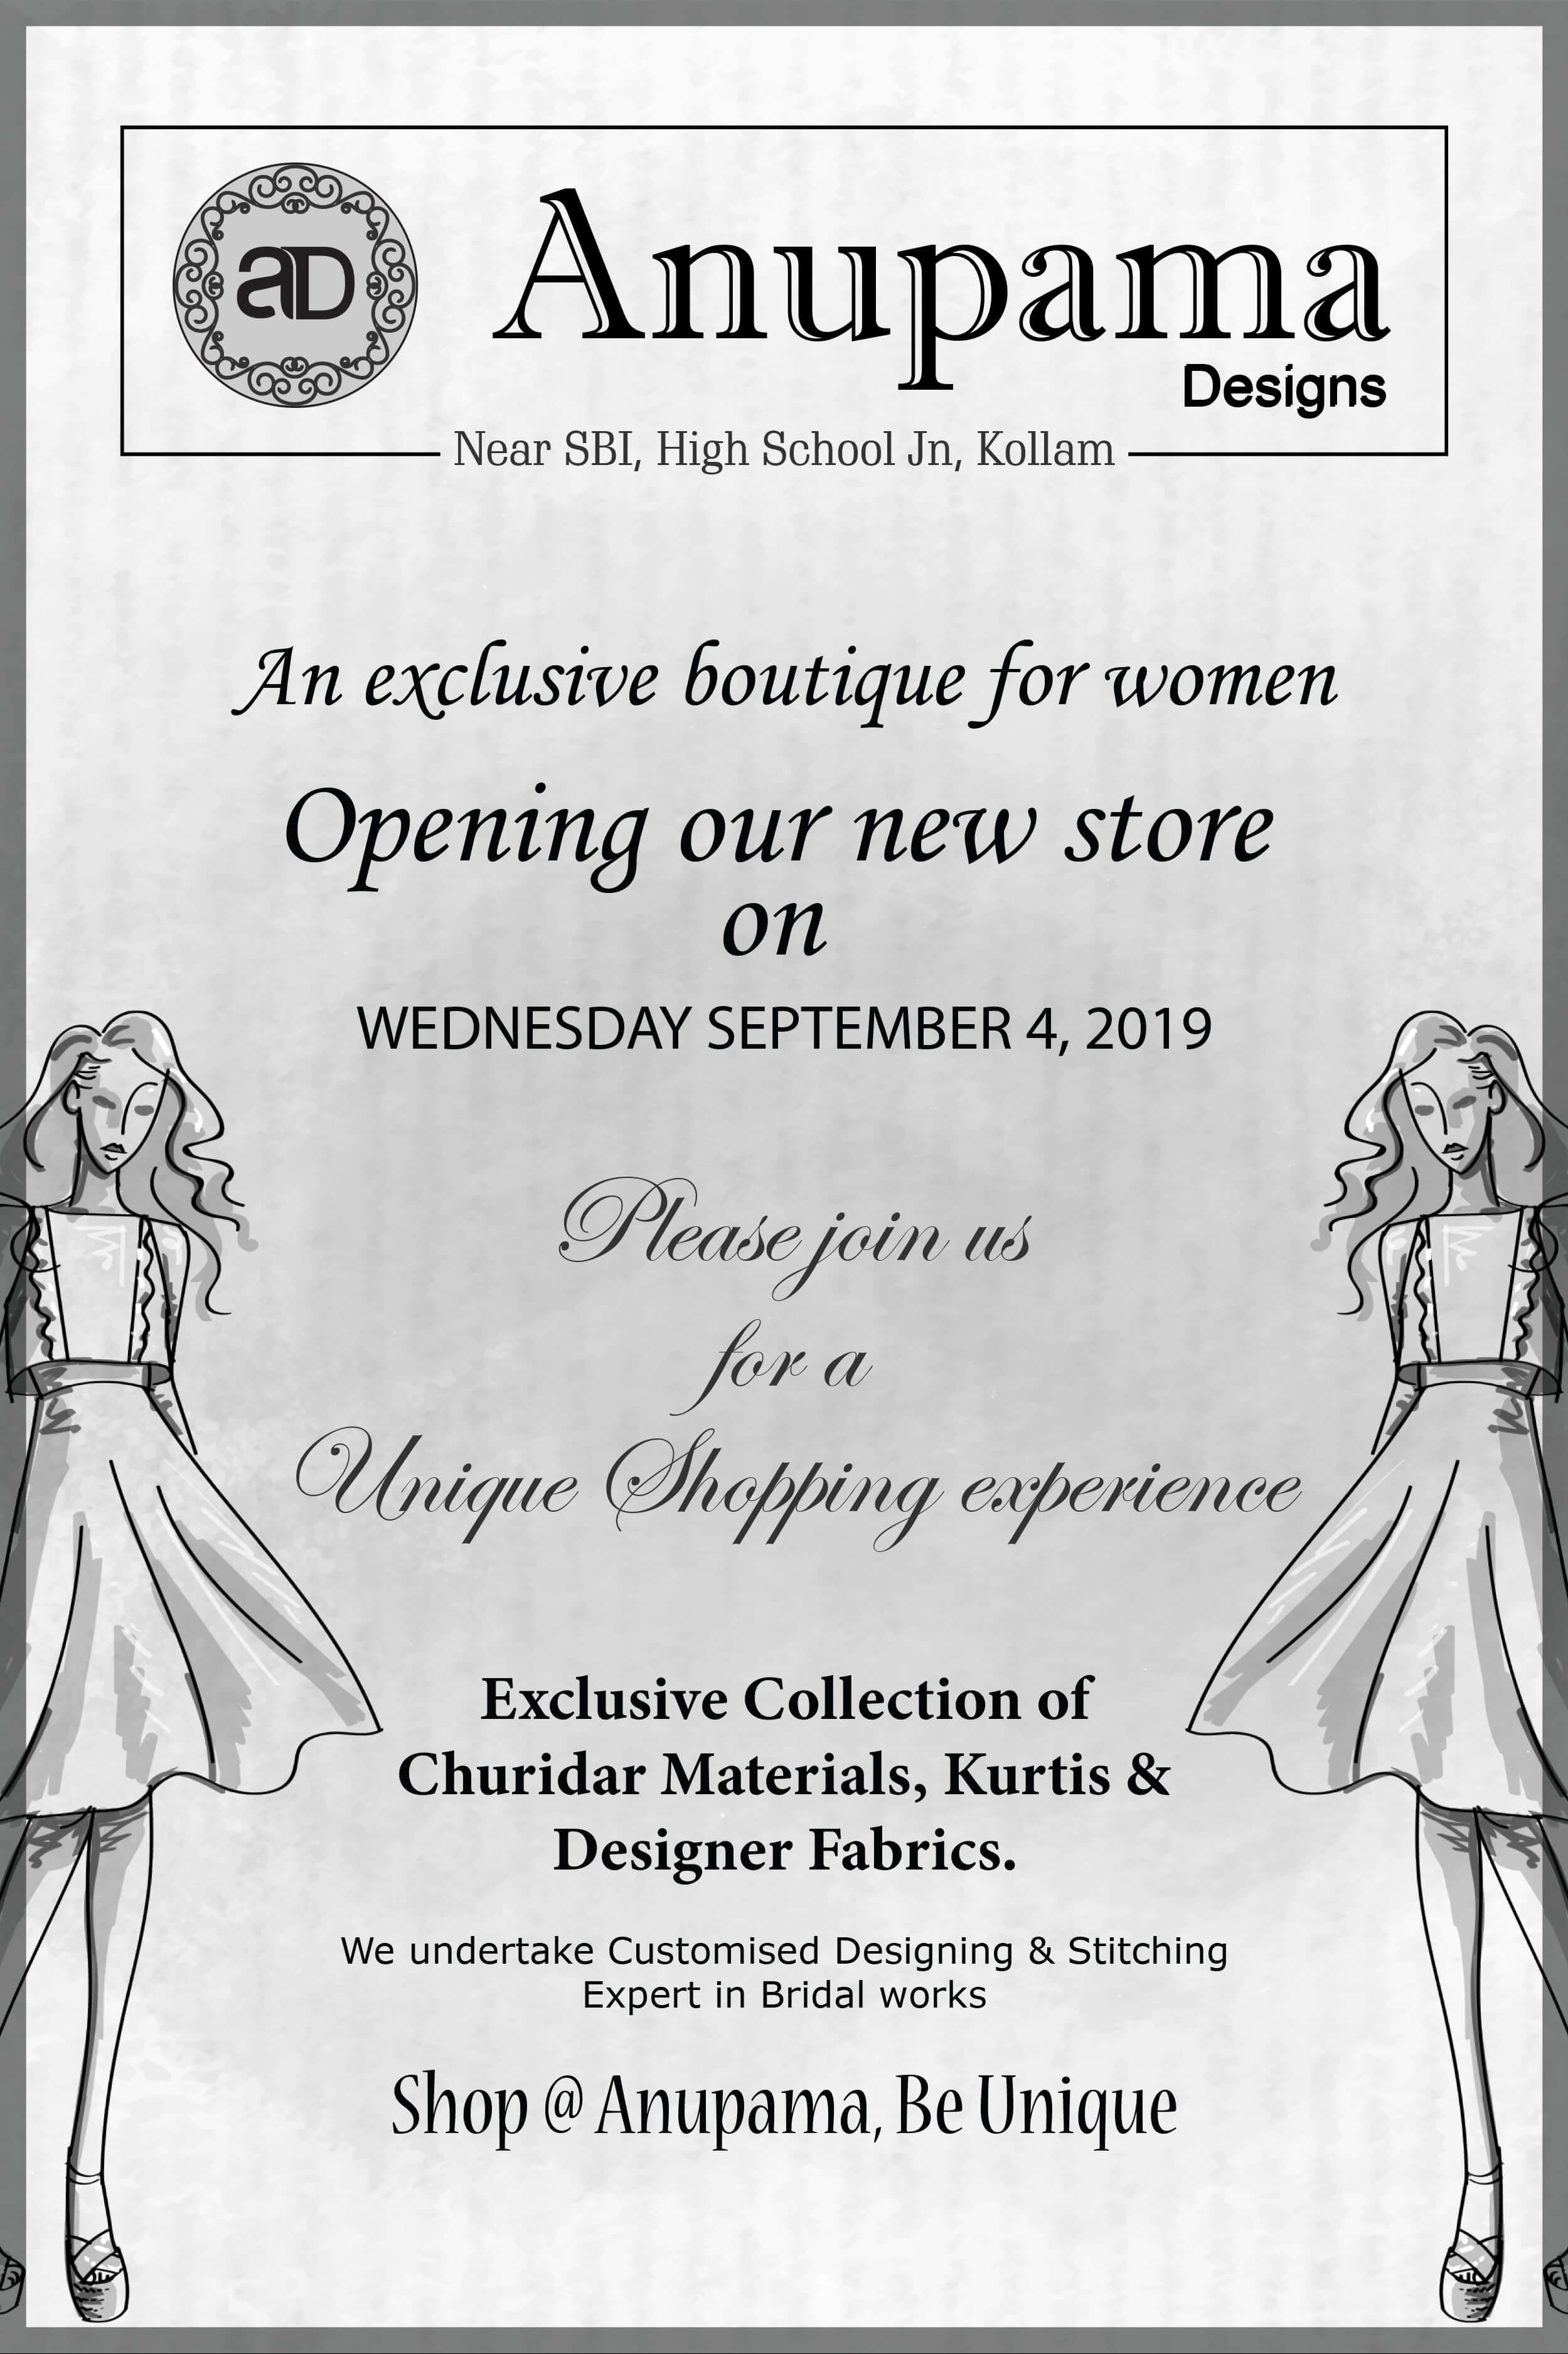 aD
Anupama
Designs
Near SBI, High School Jn, Kollam
An exclusive boutique for women
Opening our new store
on
WEDNESDAY SEPTEMBER 4, 2019
Please join us
for a
Unique Shopping experience
Exclusive Collection of
Churidar Materials, Kurtis &
Designer Fabrics.
We undertake Customised Designing & Stitching
Expert in Bridal works
Shop @ Anupama, Be Unique